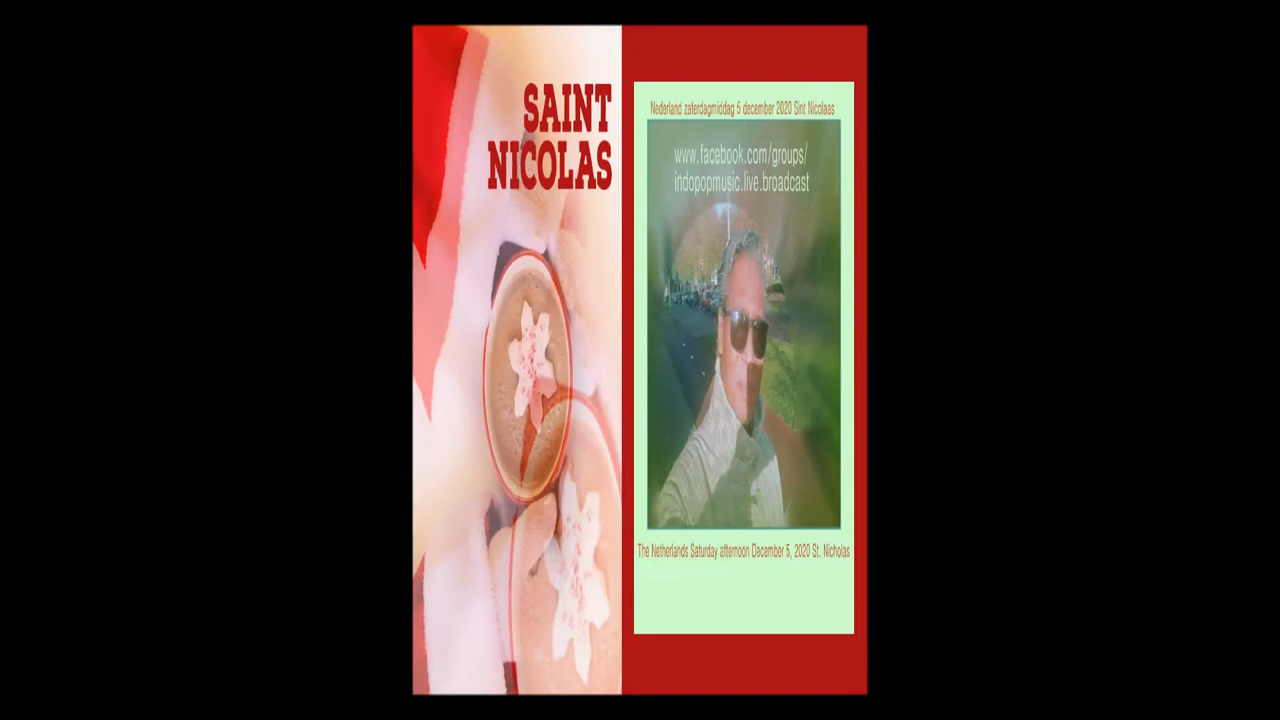 SAINT
NICOLAS
Nederland zaterdagmiddag 5 december 2020 Sint Nicolaas
www.facebook.com/groups/
indopopmusic.live.broadcast
The Netherlands Saturday afternoon December 5, 2020 St. Nicholas